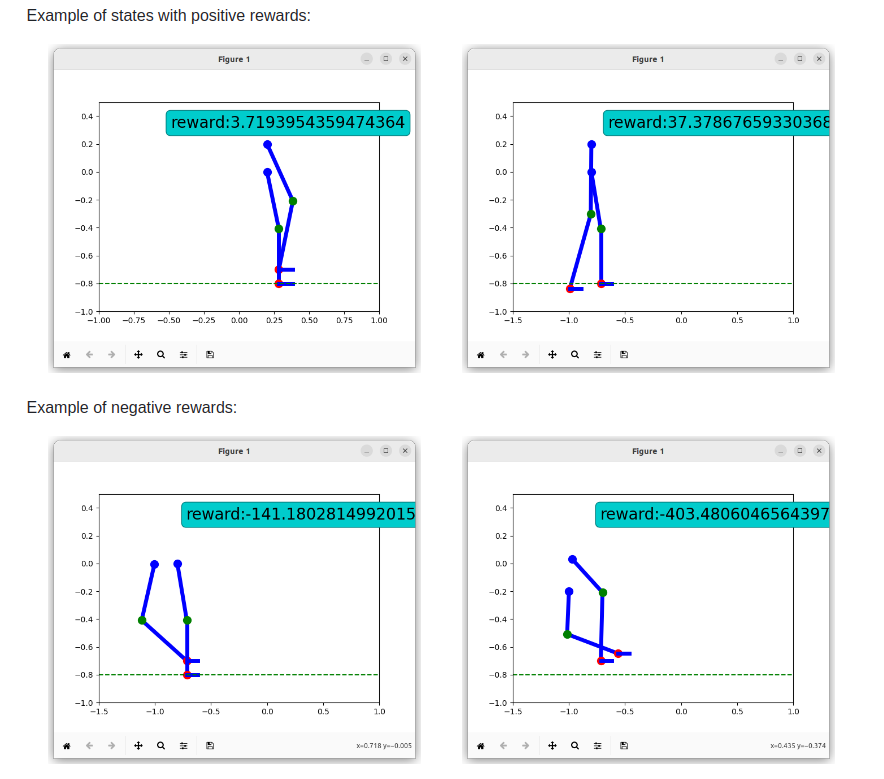 Example of states with positive rewards:
Figure 1
reward:3.7193954359474364
0.4
0.2
0.0
−0.2
−0.4
−0.6
−0.8
−1.0
−1.00 −0.75 −0.50 −0.25 0.00 0.25 0.50 0.75 1.00
Figure 1
reward:37.37867659330368
0.4
0.2
0.0
−0.2
−0.4
−0.6
−0.8
−1.0
−1.5 −1.0 −0.5 0.0 0.5 1.0
Example of negative rewards:
Figure 1
reward:-141.1802814992015
0.4
0.2
0.0
−0.2
−0.4
−0.6
−0.8
−1.0
−1.5 −1.0 −0.5 0.0 0.5 1.0
x=0.718 y=−0.005
Figure 1
reward:-403.4806046564397
0.4
0.2
0.0
−0.2
−0.4
−0.6
−0.8
−1.0
−1.5 −1.0 −0.5 0.0 0.5 1.0
x=0.435 y=−0.374